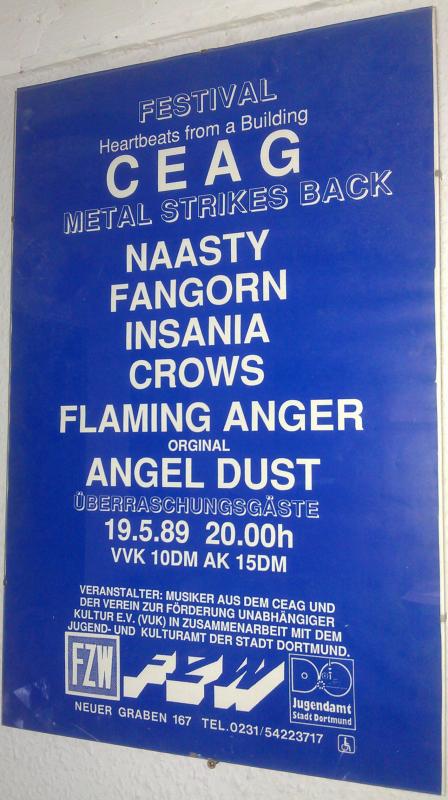 FESTIVAL
Heartbeats from a Building
CEAG
METAL STRIKES BACK
NAASTY
FANGORN
INSANIA
CROWS
FLAMING ANGER
ORGINAL
ANGEL DUST
ÜBERRASCHUNGSGÄSTE
19.5.89 20.00h
VVK 10DM AK 15DM
VERANSTALTER: MUSIKER AUS DEM CEAG UND
DER VEREIN ZUR FÖRDERUNG UNABHÄNGIGER
KULTUR E.V. (VUK) IN ZUSAMMENARBEIT MIT DEM
JUGEND- UND KULTURAMT DER STADT DORTMUND.
FZW
FZW
DO
Jugendamt
Stadt Dortmund
NEUER GRABEN 167 TEL.0231/54223717